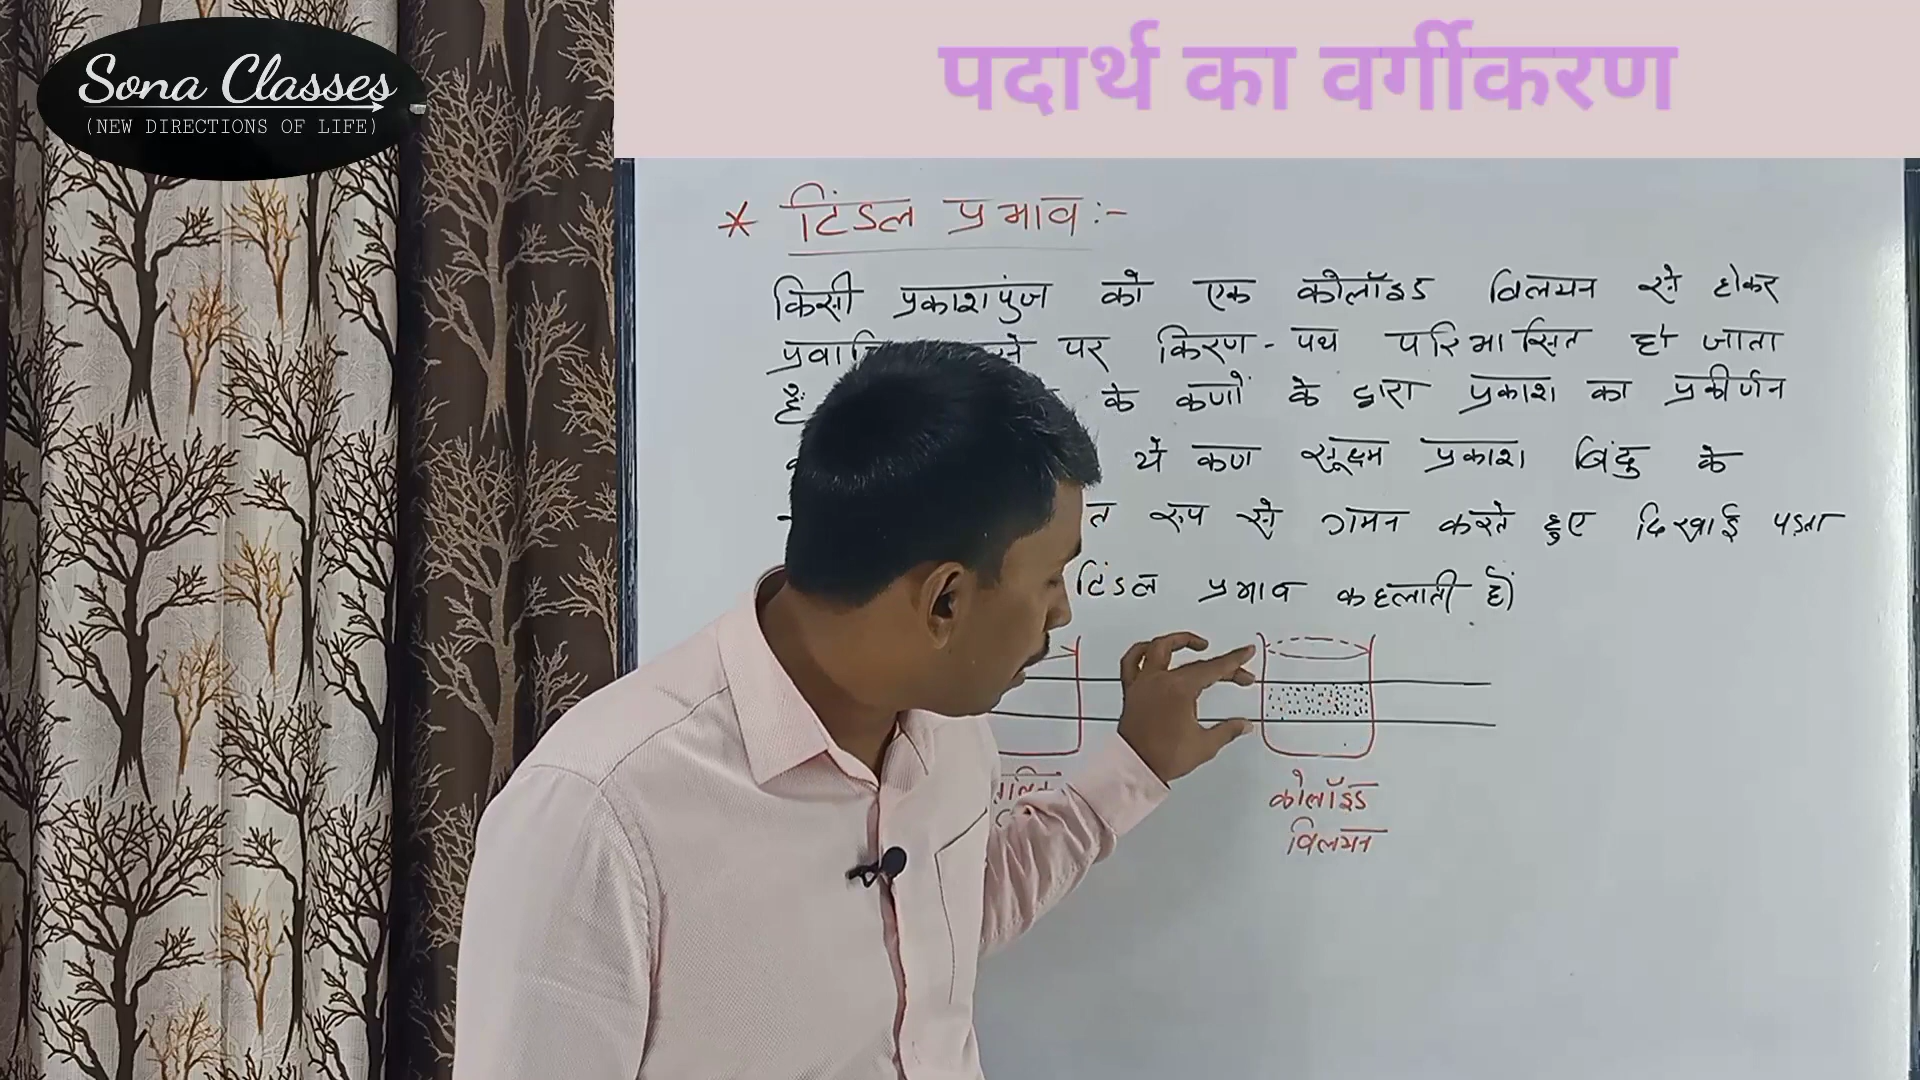 Sona Classes
(NEW DIRECTIONS OF LIFE)
पदार्थ का वर्गीकरण
* टिंडल प्रभाव :-
किसी प्रकाशपुंज को एक कोलॉइड विलयन से होकर
पर किरण - पथ परिभासित हो जाता
है के कणों के द्वारा प्रकाश का प्रकीर्णन
ये कण सूक्ष्म प्रकाश बिंदु के
रूप से गमन करते हुए दिखाई पड़ता
टिंडल प्रभाव कहलाती है।
कोलॉइड
विलयन